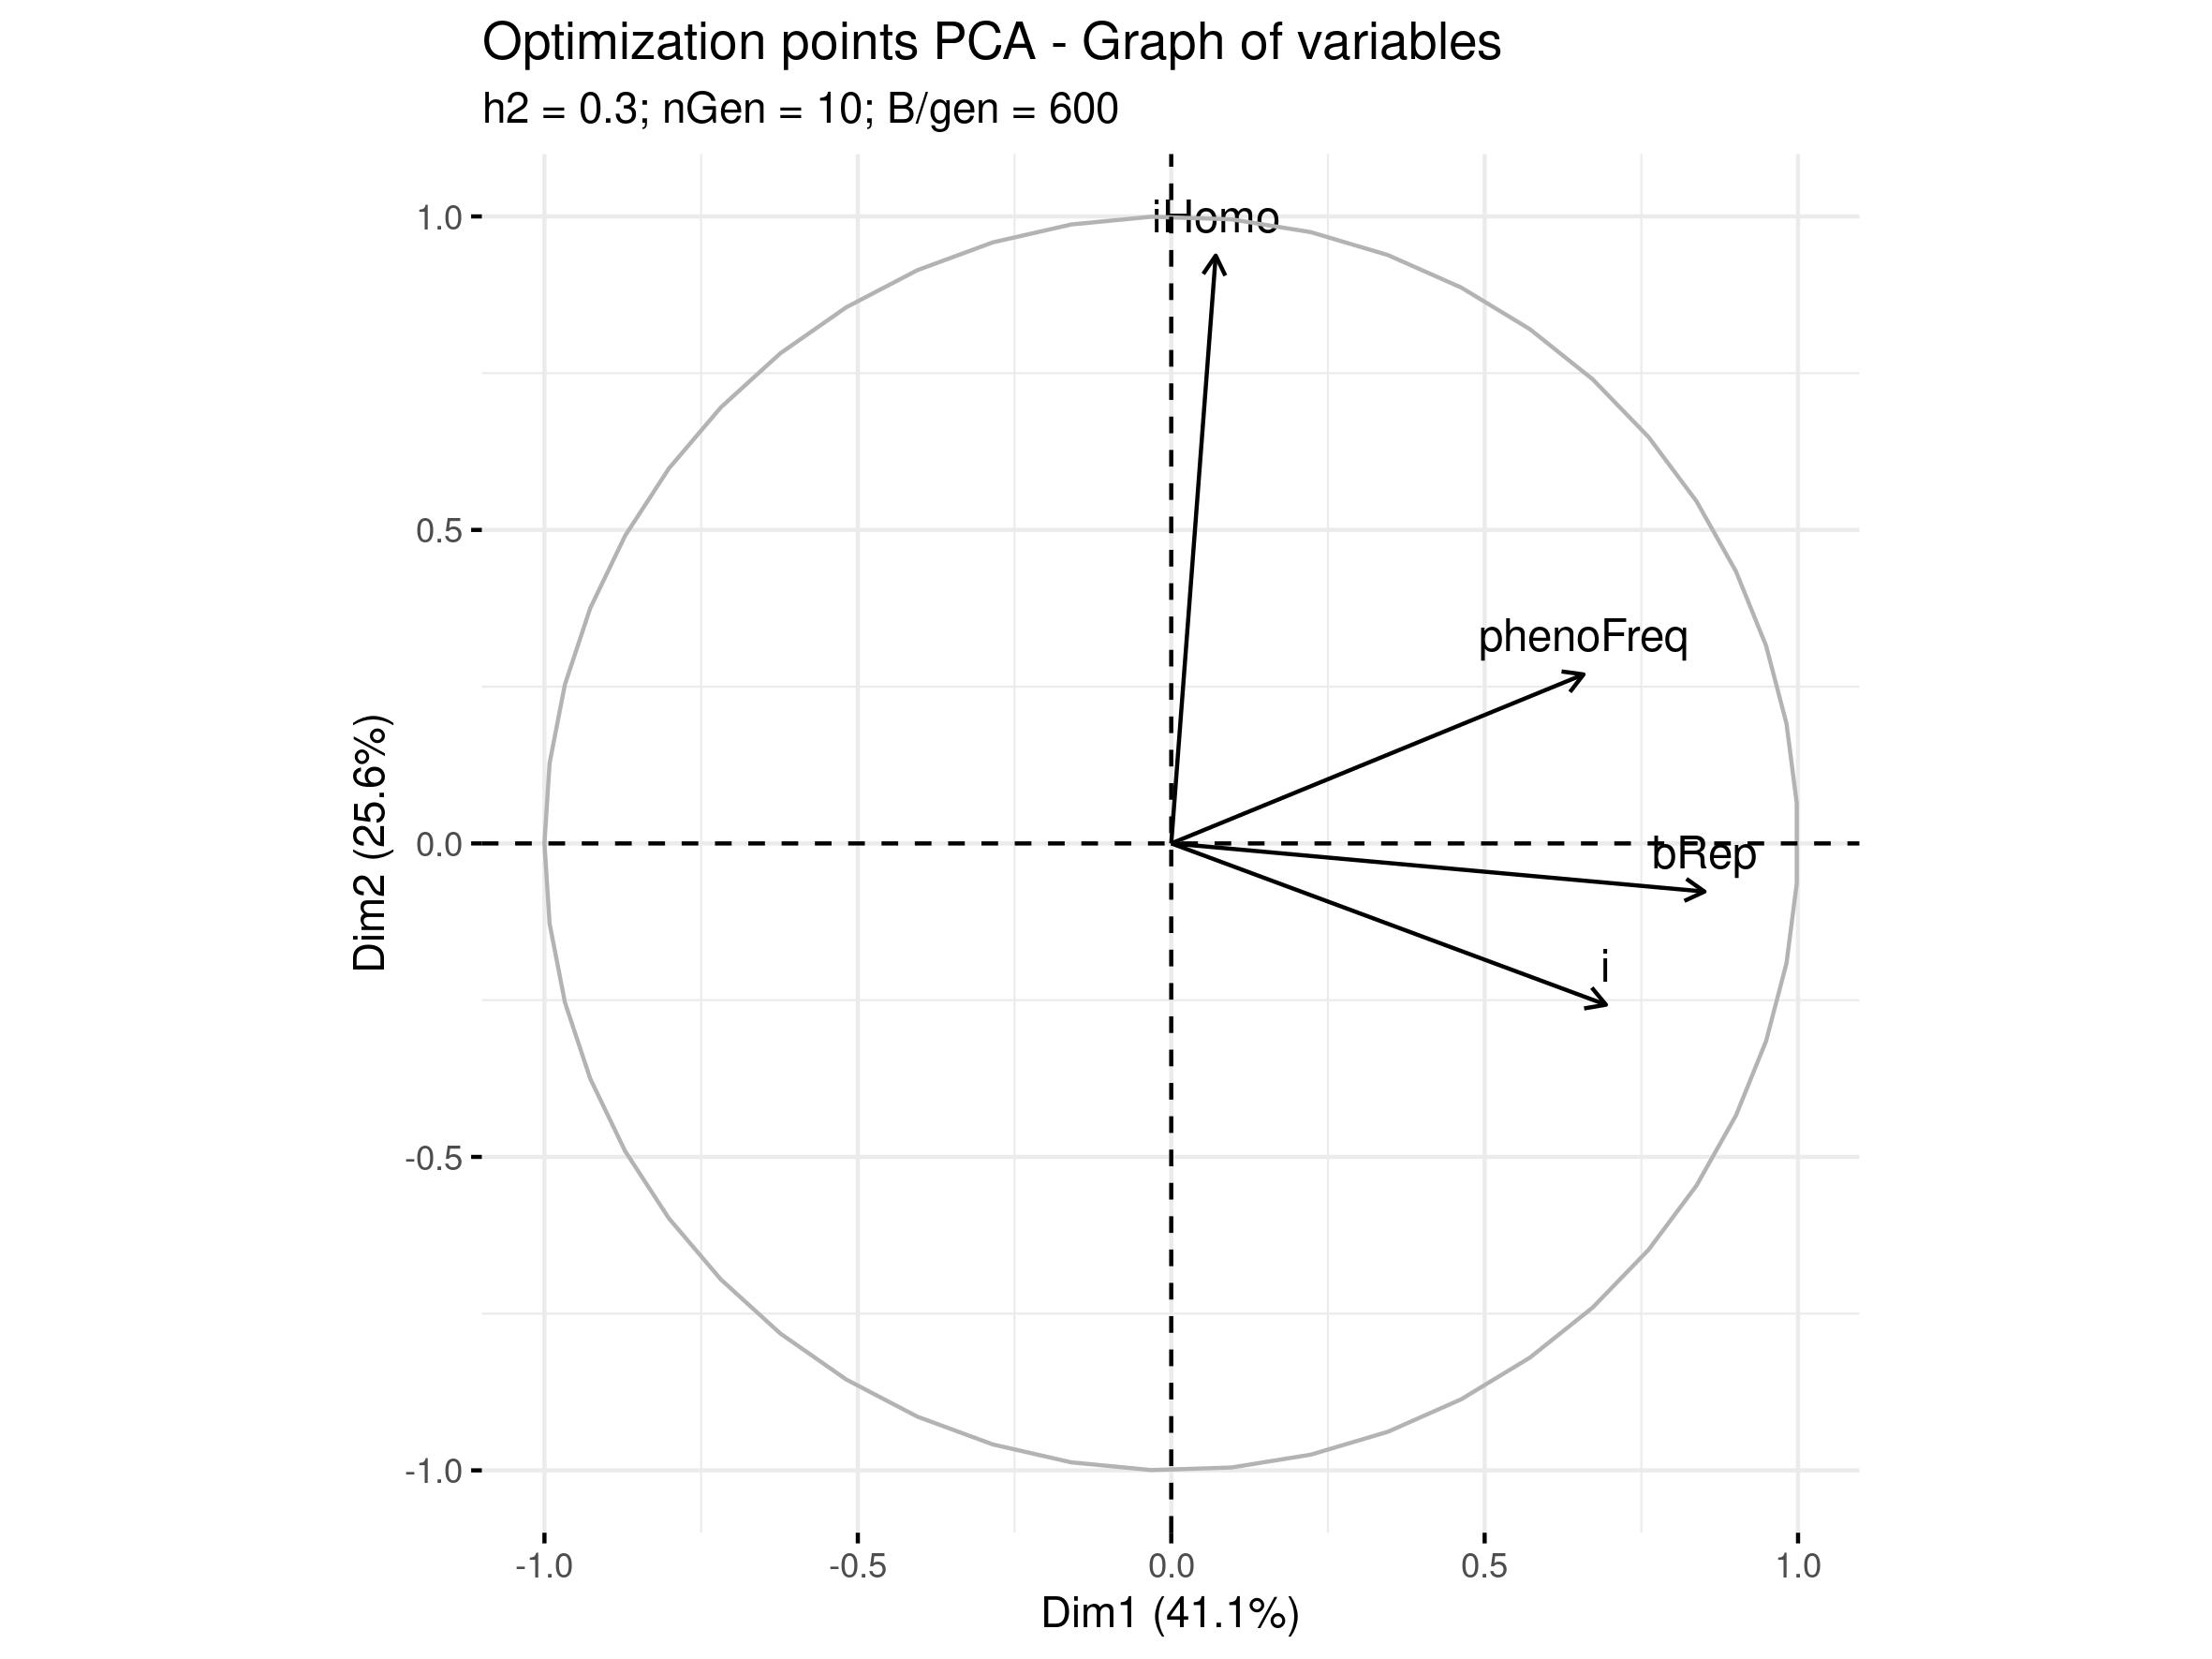 Optimization points PCA - Graph of variables
h2 = 0.3; nGen = 10; B/gen = 600
iHomo
phenoFreq
bRep
i
1.0
0.5
0.0
-0.5
-1.0
Dim2 (25.6%)
-1.0
-0.5
0.0
0.5
1.0
Dim1 (41.1%)